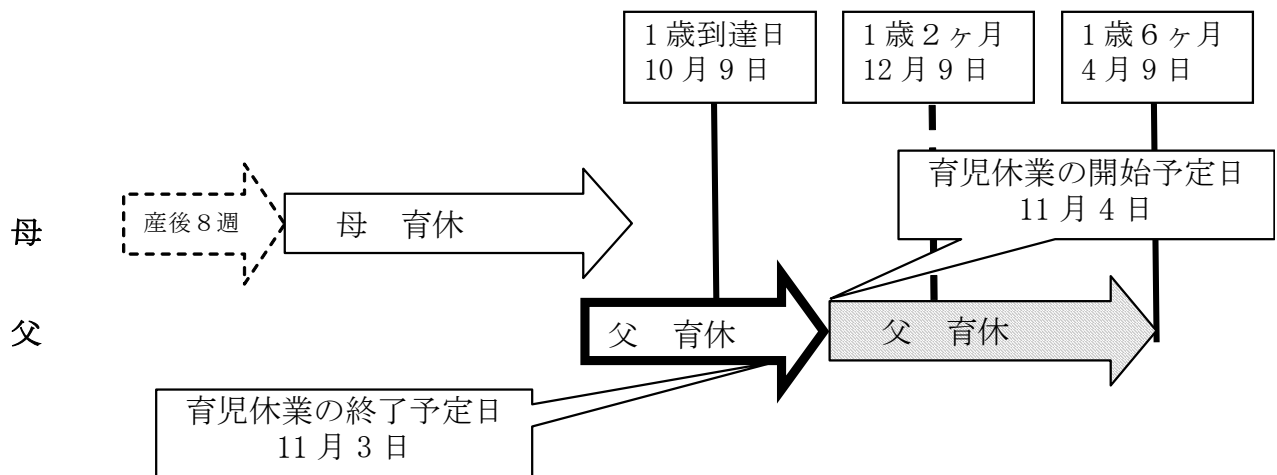 1歳到達日
10月9日
1歳2ヶ月
12月9日
1歳6ヶ月
4月9日
育児休業の開始予定日
11月4日
母
産後8週
母 育休
父
父 育休
父 育休
育児休業の終了予定日
11月3日